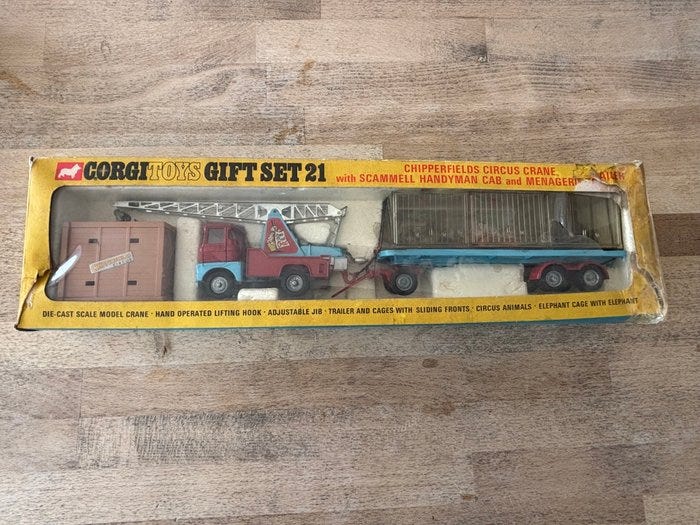 CORGI TOYS GIFT SET 21
CHIPPERFIELDS CIRCUS CRANE
with SCAMMELL HANDYMAN CAB and MENAGERIE
DIE-CAST SCALE MODEL CRANE · HAND OPERATED LIFTING HOOK · ADJUSTABLE JIB · TRAILER AND CAGES WITH SLIDING FRONTS · CIRCUS ANIMALS · ELEPHANT CAGE WITH ELEPHANT